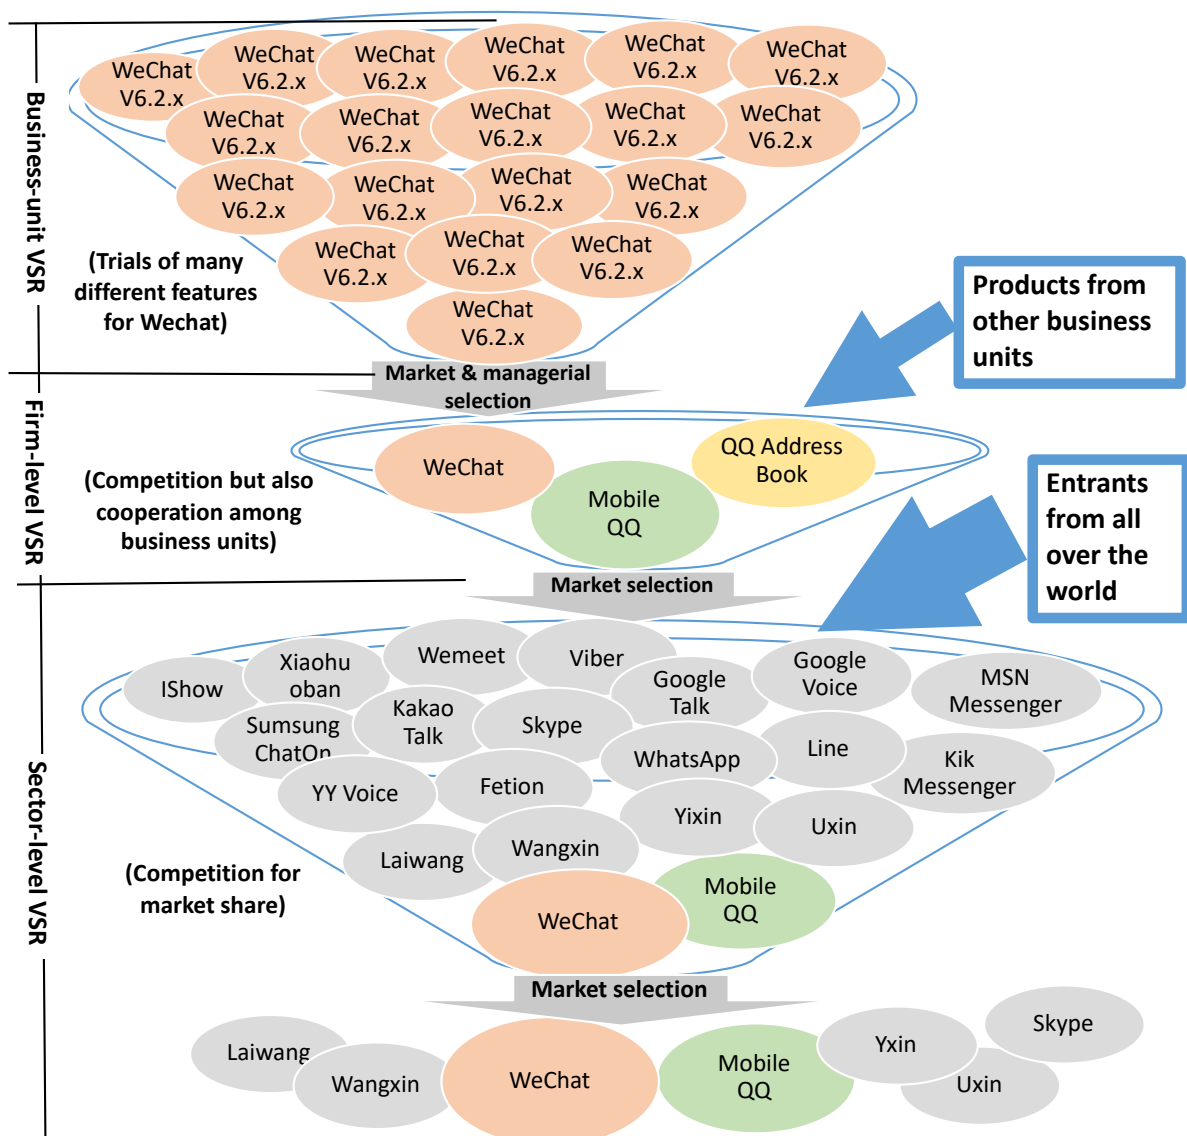 WeChat
V6.2.x
WeChat
V6.2.x
WeChat
V6.2.x
WeChat
V6.2.x
WeChat
V6.2.x
WeChat
V6.2.x
WeChat
V6.2.x
WeChat
V6.2.x
WeChat
V6.2.x
WeChat
V6.2.x
WeChat
V6.2.x
WeChat
V6.2.x
WeChat
V6.2.x
WeChat
V6.2.x
WeChat
V6.2.x
WeChat
V6.2.x
WeChat
V6.2.x
WeChat
V6.2.x
WeChat
V6.2.x
Business-unit VSR
(Trials of many
different features
for Wechat)
Products from
other business
units
Market & managerial
selection
Firm-level VSR
(Competition but also
cooperation among
business units)
WeChat
Mobile
QQ
QQ Address
Book
Entrants
from all
over the
world
Market selection
Sector-level VSR
(Competition for
market share)
IShow
Xiaohu
oban
Wemeet
Viber
Google
Talk
Google
Voice
MSN
Messenger
Sumsung
ChatOn
Kakao
Talk
Skype
WhatsApp
Line
Kik
Messenger
YY Voice
Fetion
Yixin
Uxin
Laiwang
Wangxin
WeChat
Mobile
QQ
Market selection
Laiwang
Wangxin
WeChat
Mobile
QQ
Yxin
Uxin
Skype